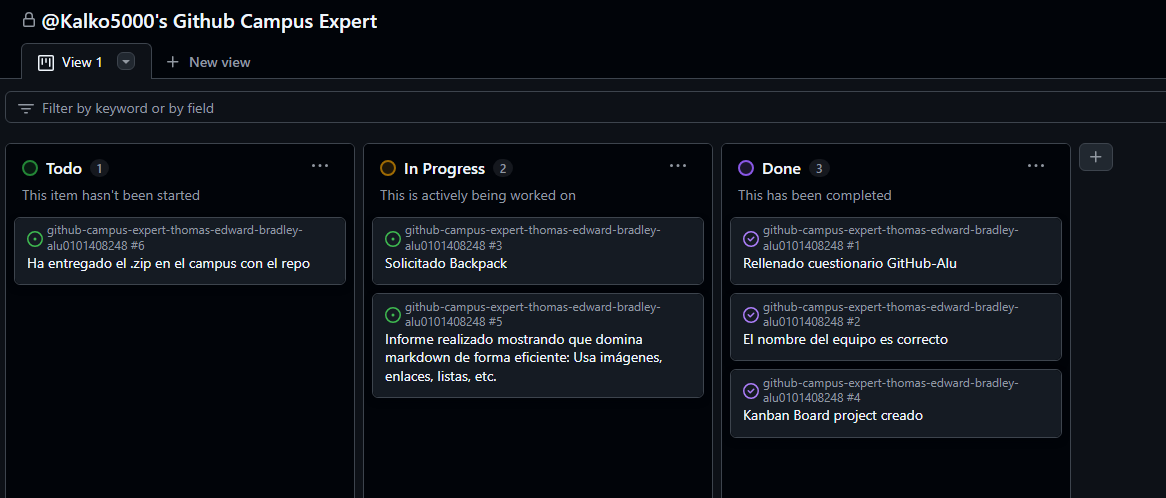 @Kalko5000's Github Campus Expert
View 1
New view
Filter by keyword or by field
Todo 1
This item hasn't been started
github-campus-expert-thomas-edward-bradley-
alu0101408248 #6
Ha entregado el .zip en el campus con el repo
In Progress 2
This is actively being worked on
github-campus-expert-thomas-edward-bradley-
alu0101408248 #3
Solicitado Backpack
github-campus-expert-thomas-edward-bradley-
alu0101408248 #5
Informe realizado mostrando que domina
markdown de forma eficiente: Usa imágenes,
enlaces, listas, etc.
Done 3
This has been completed
github-campus-expert-thomas-edward-bradley-
alu0101408248 #1
Rellenado cuestionario GitHub-Alu
github-campus-expert-thomas-edward-bradley-
alu0101408248 #2
El nombre del equipo es correcto
github-campus-expert-thomas-edward-bradley-
alu0101408248 #4
Kanban Board project creado